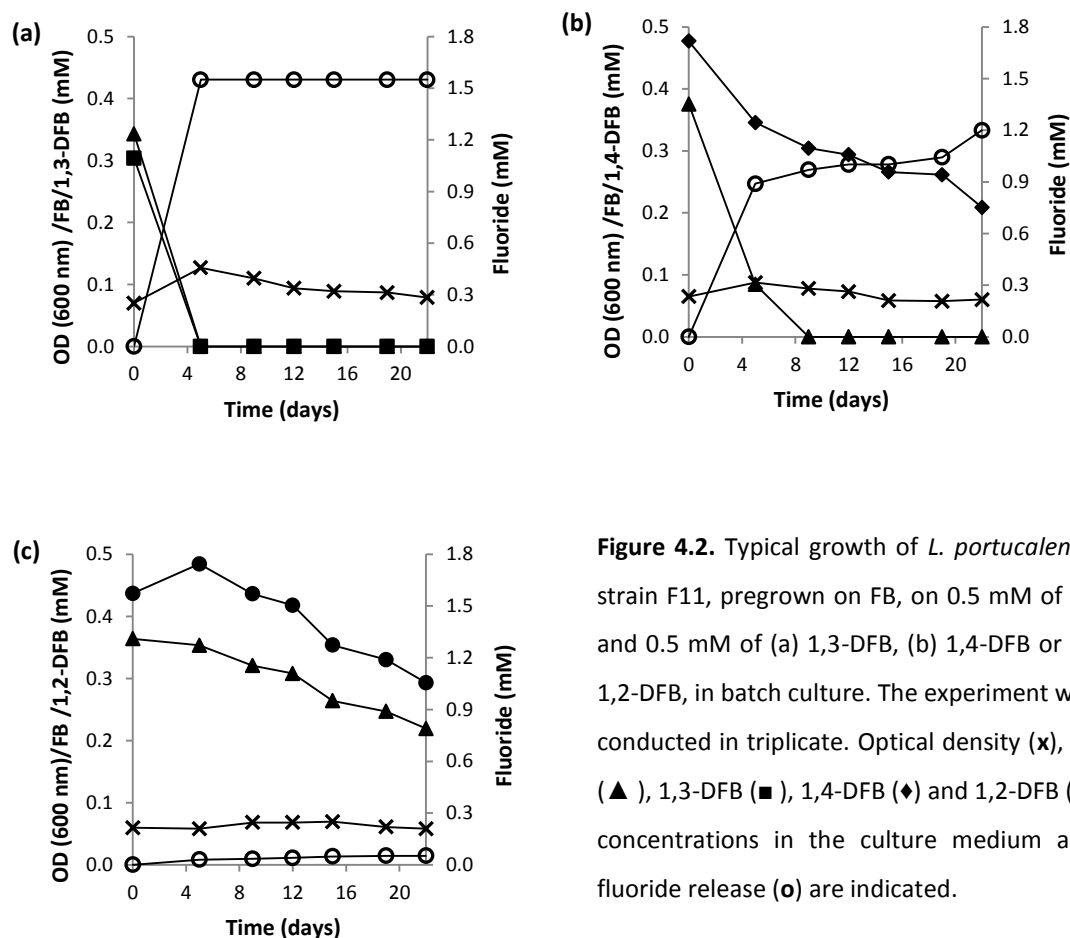 (a)
OD (600 nm) /FB/1,3-DFB (mM)
0.5
0.4
0.3
0.2
0.1
0.0
1.8
1.5
1.2
0.9
0.6
0.3
0.0
Fluoride (mM)
0 4 8 12 16 20
Time (days)
(b)
OD (600 nm) /FB/1,4-DFB (mM)
0.5
0.4
0.3
0.2
0.1
0.0
1.8
1.5
1.2
0.9
0.6
0.3
0.0
Fluoride (mM)
0 4 8 12 16 20
Time (days)
(c)
OD (600 nm)/FB /1,2-DFB (mM)
0.5
0.4
0.3
0.2
0.1
0.0
1.8
1.5
1.2
0.9
0.6
0.3
0.0
Fluoride (mM)
0 4 8 12 16 20
Time (days)
Figure 4.2. Typical growth of L. portucalen
strain F11, pregrown on FB, on 0.5 mM of
and 0.5 mM of (a) 1,3-DFB, (b) 1,4-DFB or
1,2-DFB, in batch culture. The experiment w
conducted in triplicate. Optical density (x),
(▲ ), 1,3-DFB (■ ), 1,4-DFB (♦) and 1,2-DFB (
concentrations in the culture medium a
fluoride release (o) are indicated.